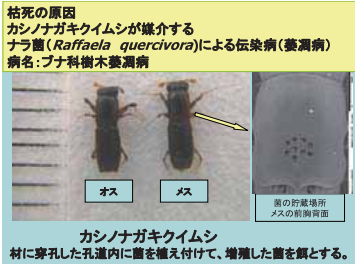 枯死の原因
カシノナガキクイムシが媒介する
ナラ菌(Raffaela quercivora)による伝染病(萎凋病)
病名:ブナ科樹木萎凋病
オス
メス
菌の貯蔵場所
メスの前胸背面
カシノナガキクイムシ
材に穿孔した孔道内に菌を植え付けて、増殖した菌を餌とする。